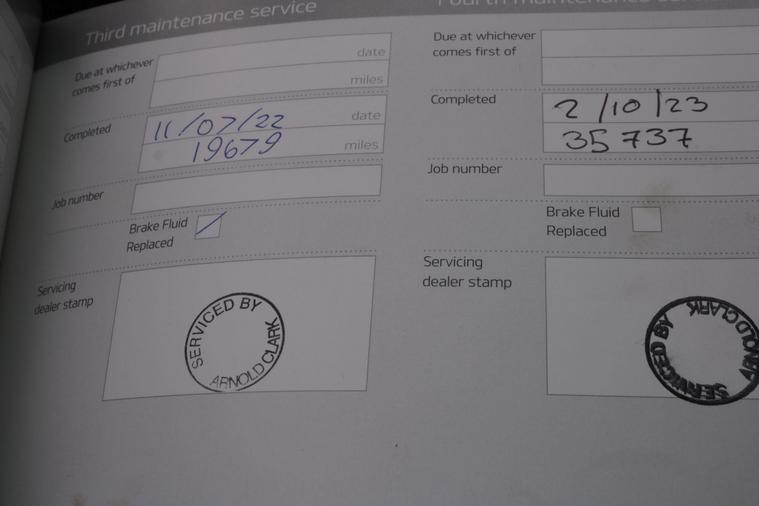 Third maintenance service
Due at whichever
comes first of
date
miles
Completed
11/07/22
date
19679
miles
Job number
Brake Fluid
Replaced
Servicing
dealer stamp
SERVICED BY
ARNOLD CLARK
Fourth maintenance
Due at whichever
comes first of
Completed
2/10/23
35737
Job number
Brake Fluid
Replaced
Servicing
dealer stamp
SERVICED BY
ARNOLD CLARK